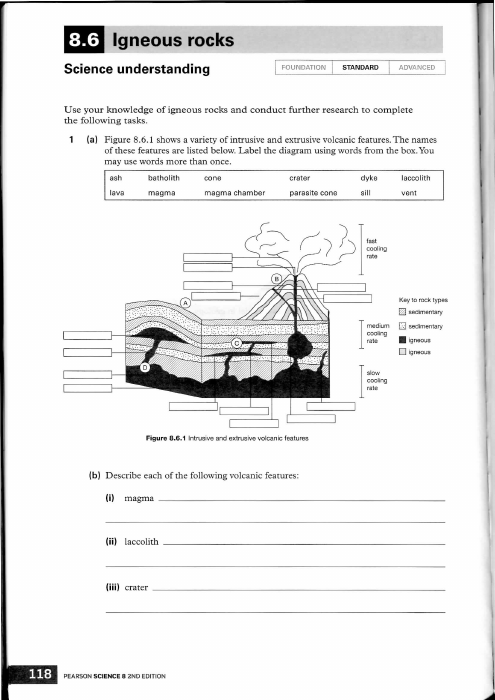 8.6 Igneous rocks
Science understanding
FOUNDATION STANDARD ADVANCED
Use your knowledge of igneous rocks and conduct further research to complete
the following tasks.
1 (a) Figure 8.6.1 shows a variety of intrusive and extrusive volcanic features. The names
of these features are listed below. Label the diagram using words from the box. You
may use words more than once.
ash batholith cone crater dyke laccolith
lava magma magma chamber parasite cone sill vent
fast
cooling
rate
B
A
Key to rock types
sedimentary
medium
cooling
rate
sedimentary
igneous
igneous
C
D
slow
cooling
rate
Figure 8.6.1 Intrusive and extrusive volcanic features
(b) Describe each of the following volcanic features:
(i) magma
(ii) laccolith
(iii) crater
118 PEARSON SCIENCE 8 2ND EDITION